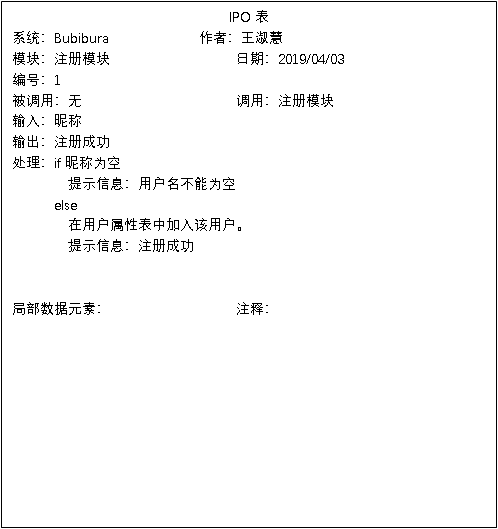 IPO 表
系统：Bubibura 作者：王淑慧
模块：注册模块 日期：2019/04/03
编号：1
被调用：无 调用：注册模块
输入：昵称
输出：注册成功
处理：if 昵称为空
提示信息：用户名不能为空
else
在用户属性表中加入该用户。
提示信息：注册成功
局部数据元素： 注释：